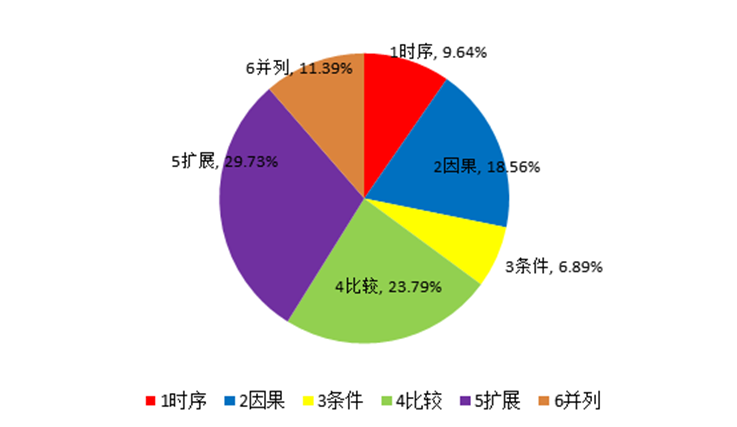 1时序, 9.64%
6并列, 11.39%
5扩展, 29.73%
2因果, 18.56%
3条件, 6.89%
4比较, 23.79%
1时序 2因果 3条件 4比较 5扩展 6并列